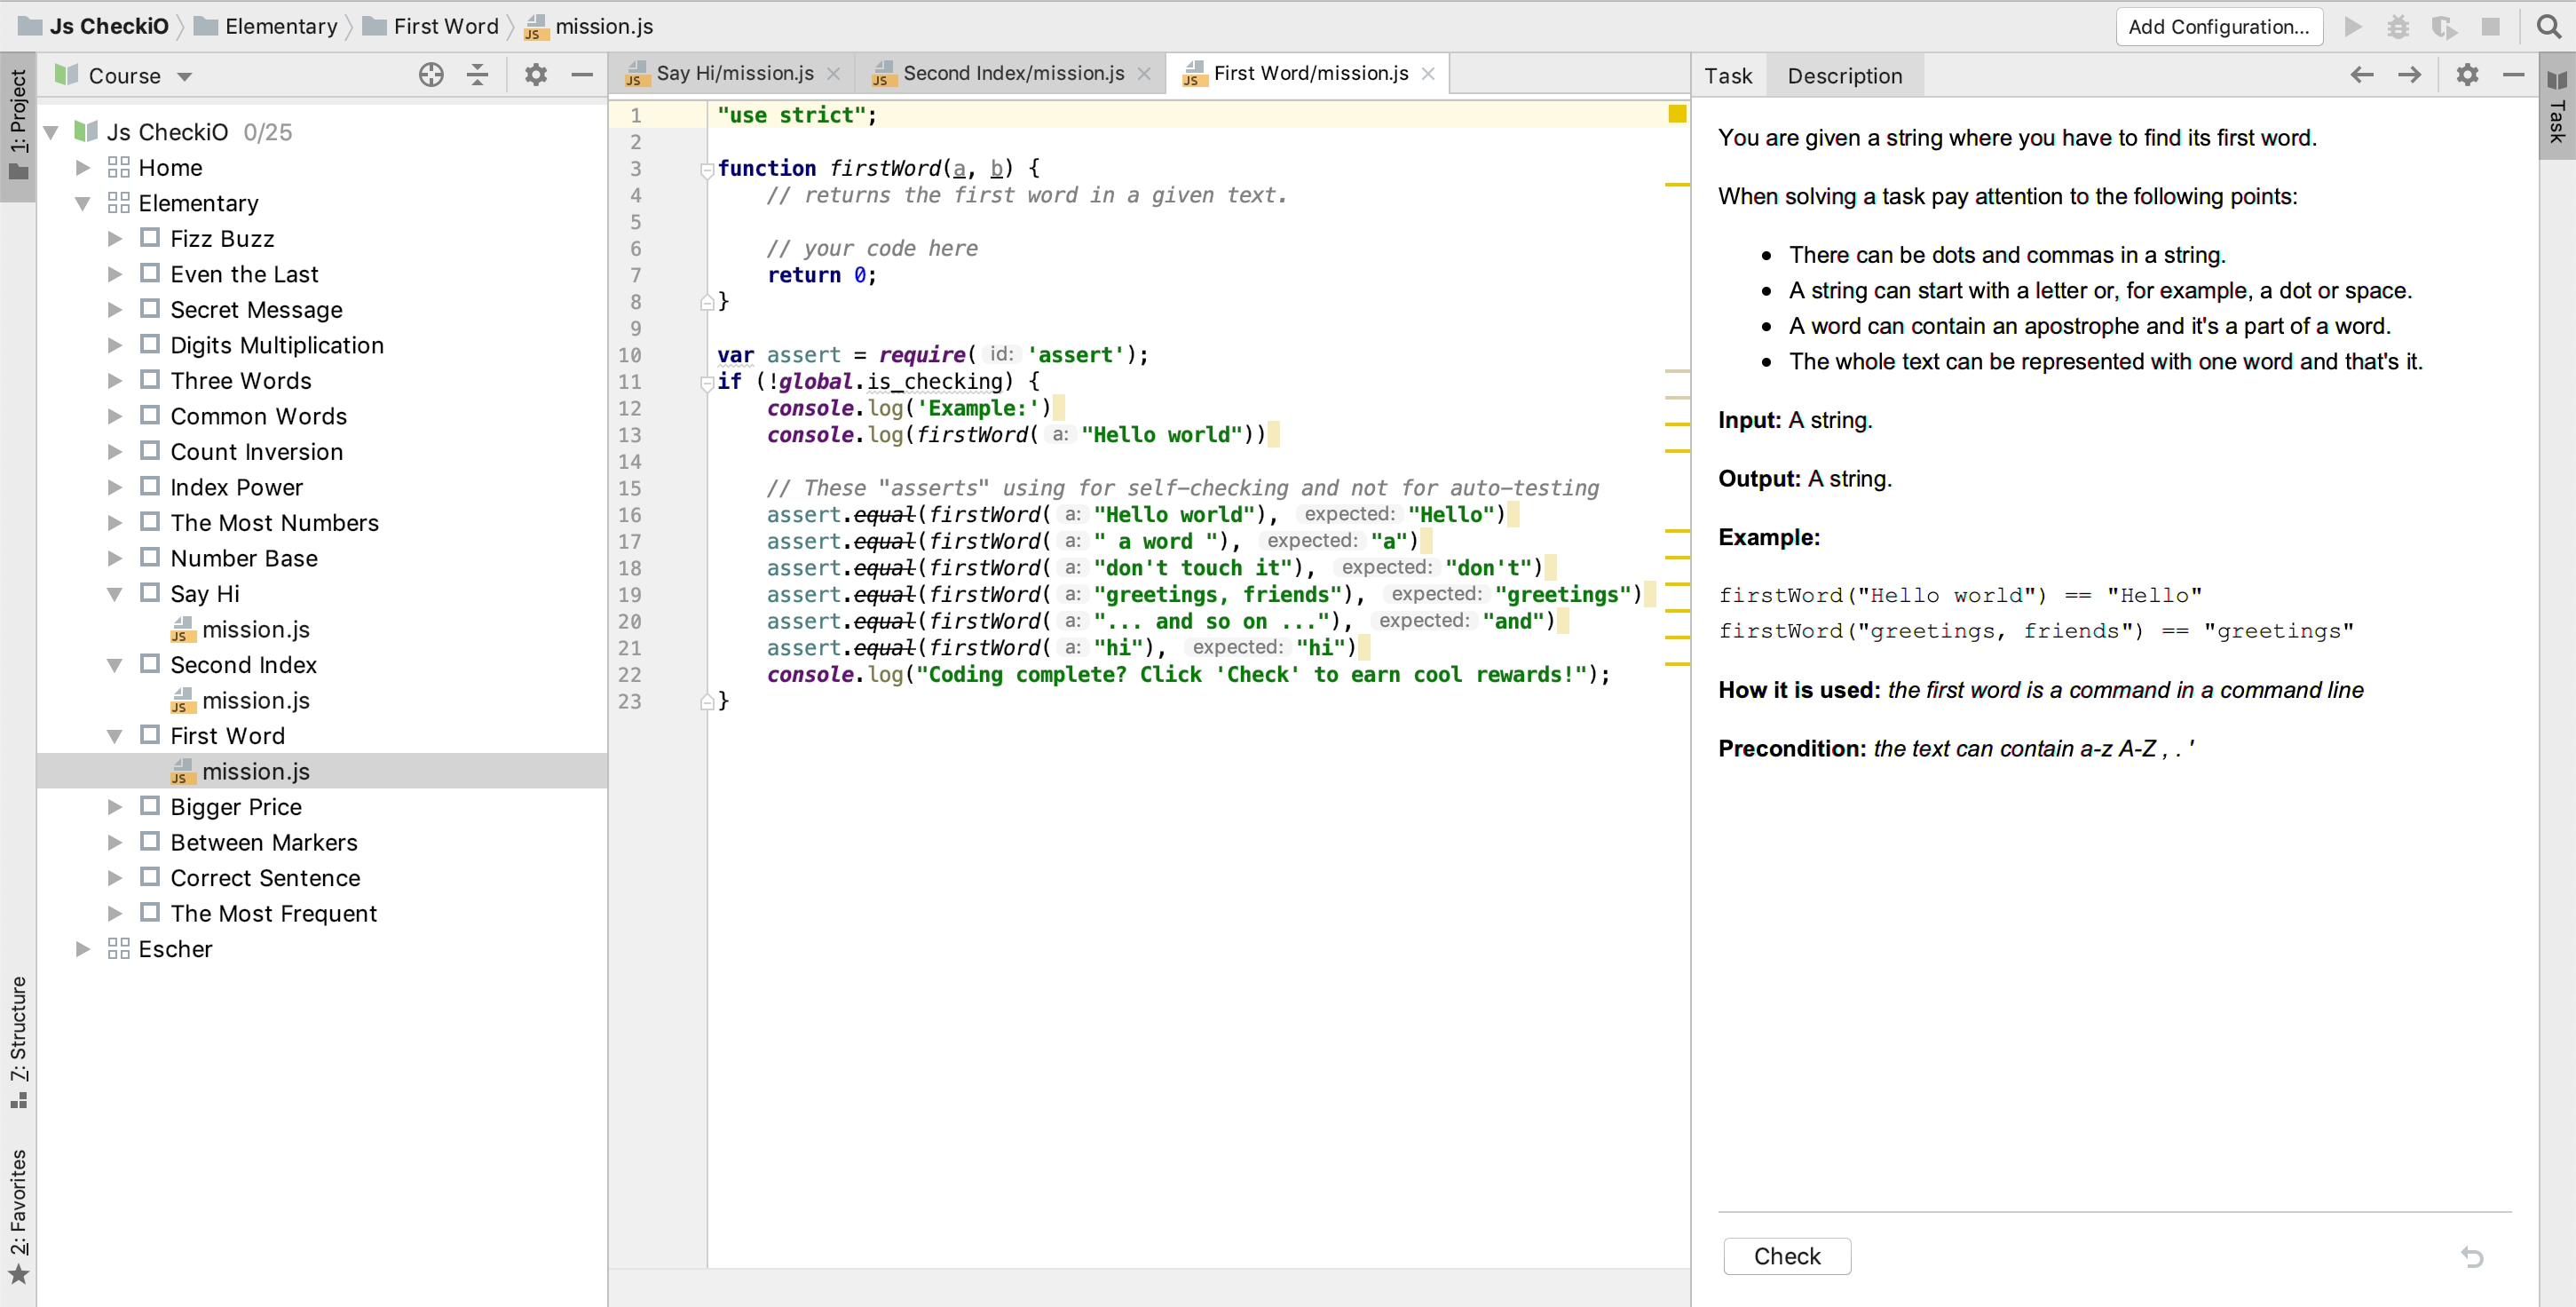 Js CheckiO Elementary First Word mission.js
Add Configuration...
1: Project
7: Structure
2: Favorites
Course
Js CheckiO 0/25
Home
Elementary
Fizz Buzz
Even the Last
Secret Message
Digits Multiplication
Three Words
Common Words
Count Inversion
Index Power
The Most Numbers
Number Base
Say Hi
mission.js
Second Index
mission.js
First Word
mission.js
Bigger Price
Between Markers
Correct Sentence
The Most Frequent
Escher
Say Hi/mission.js Second Index/mission.js First Word/mission.js
1 "use strict";
2
3 function firstWord(a, b) {
4 // returns the first word in a given text.
5
6 // your code here
7 return 0;
8 }
9
10 var assert = require( id: 'assert');
11 if (!global.is_checking) {
12 console.log('Example:')
13 console.log(firstWord( a: "Hello world"))
14
15 // These "asserts" using for self-checking and not for auto-testing
16 assert.equal(firstWord( a: "Hello world"), expected: "Hello")
17 assert.equal(firstWord( a: " a word "), expected: "a")
18 assert.equal(firstWord( a: "don't touch it"), expected: "don't")
19 assert.equal(firstWord( a: "greetings, friends"), expected: "greetings")
20 assert.equal(firstWord( a: "... and so on ..."), expected: "and")
21 assert.equal(firstWord( a: "hi"), expected: "hi")
22 console.log("Coding complete? Click 'Check' to earn cool rewards!");
23 }
Task Description
You are given a string where you have to find its first word.
When solving a task pay attention to the following points:
• There can be dots and commas in a string.
• A string can start with a letter or, for example, a dot or space.
• A word can contain an apostrophe and it's a part of a word.
• The whole text can be represented with one word and that's it.
Input: A string.
Output: A string.
Example:
firstWord("Hello world") == "Hello"
firstWord("greetings, friends") == "greetings"
How it is used: the first word is a command in a command line
Precondition: the text can contain a-z A-Z , . '
Check
Task